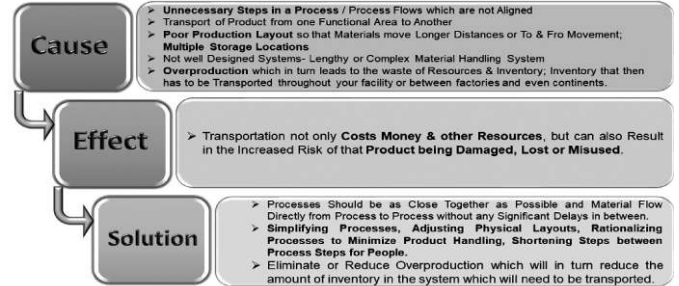 Cause
➢ Unnecessary Steps in a Process / Process Flows which are not Aligned
➢ Transport of Product from one Functional Area to Another
➢ Poor Production Layout so that Materials move Longer Distances or To & Fro Movement;
Multiple Storage Locations
➢ Not well Designed Systems- Lengthy or Complex Material Handling System
➢ Overproduction which in turn leads to the waste of Resources & Inventory; Inventory that then
has to be Transported throughout your facility or between factories and even continents.
Effect
➢ Transportation not only Costs Money & other Resources, but can also Result
in the Increased Risk of that Product being Damaged, Lost or Misused.
Solution
➢ Processes Should be as Close Together as Possible and Material Flow
Directly from Process to Process without any Significant Delays in between.
➢ Simplifying Processes, Adjusting Physical Layouts, Rationalizing
Processes to Minimize Product Handling, Shortening Steps between
Process Steps for People.
➢ Eliminate or Reduce Overproduction which will in turn reduce the
amount of inventory in the system which will need to be transported.